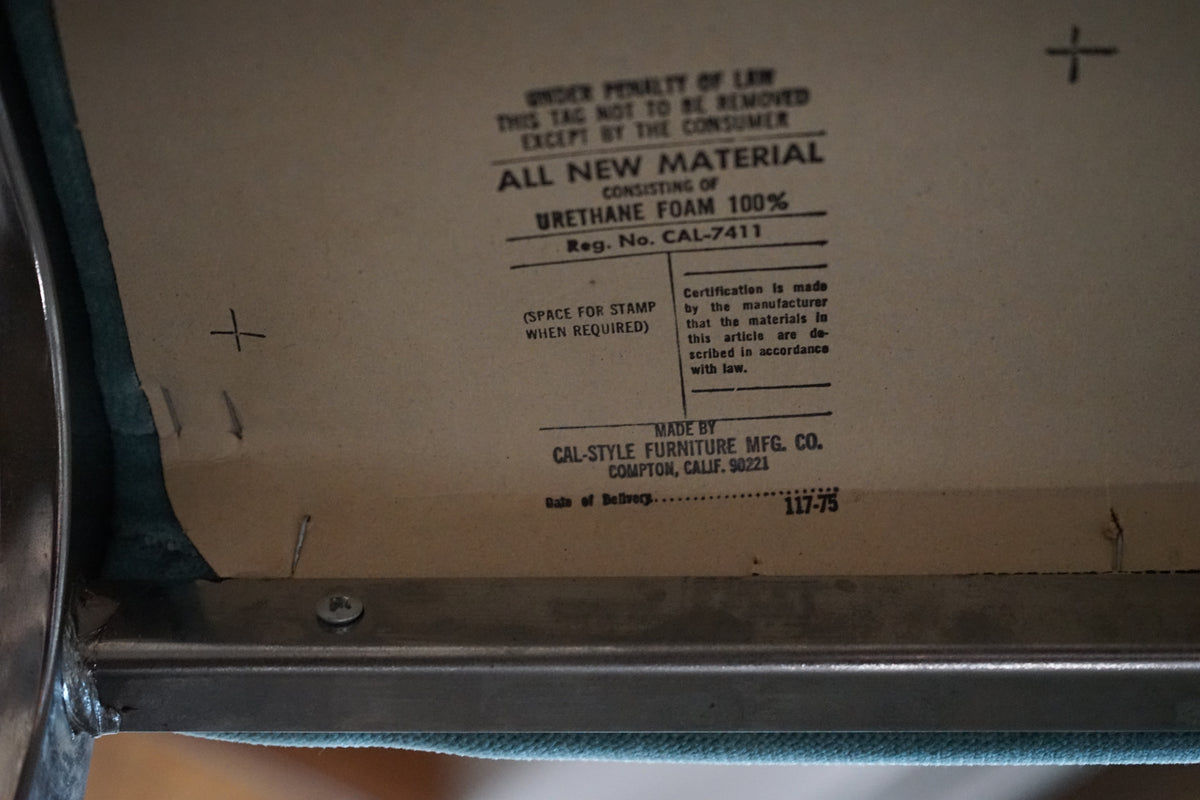 UNDER PENALTY OF LAW
THIS TAG NOT TO BE REMOVED
EXCEPT BY THE CONSUMER
ALL NEW MATERIAL
CONSISTING OF
URETHANE FOAM 100%
Reg. No. CAL-7411
(SPACE FOR STAMP
WHEN REQUIRED)
Certification is made
by the manufacturer
that the materials in
this article are de-
scribed in accordance
with law.
MADE BY
CAL-STYLE FURNITURE MFG. CO.
COMPTON, CALIF. 90221
Date of Delivery....................
117-75